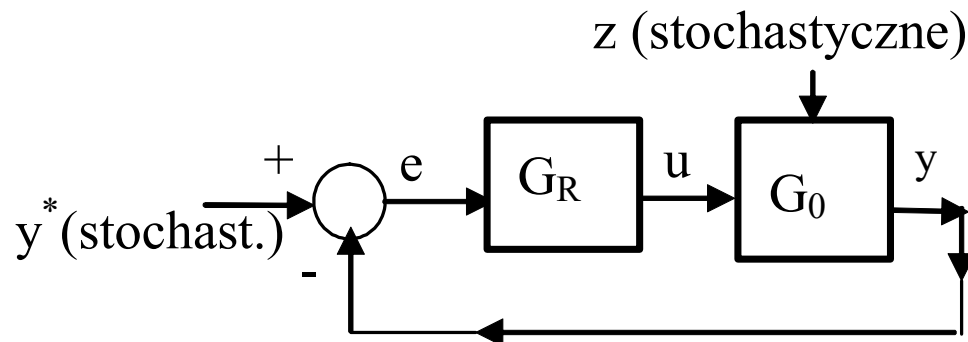 z (stochastyczne)
+
e
G_R
u
G_0
y
y*(stochast.)
-